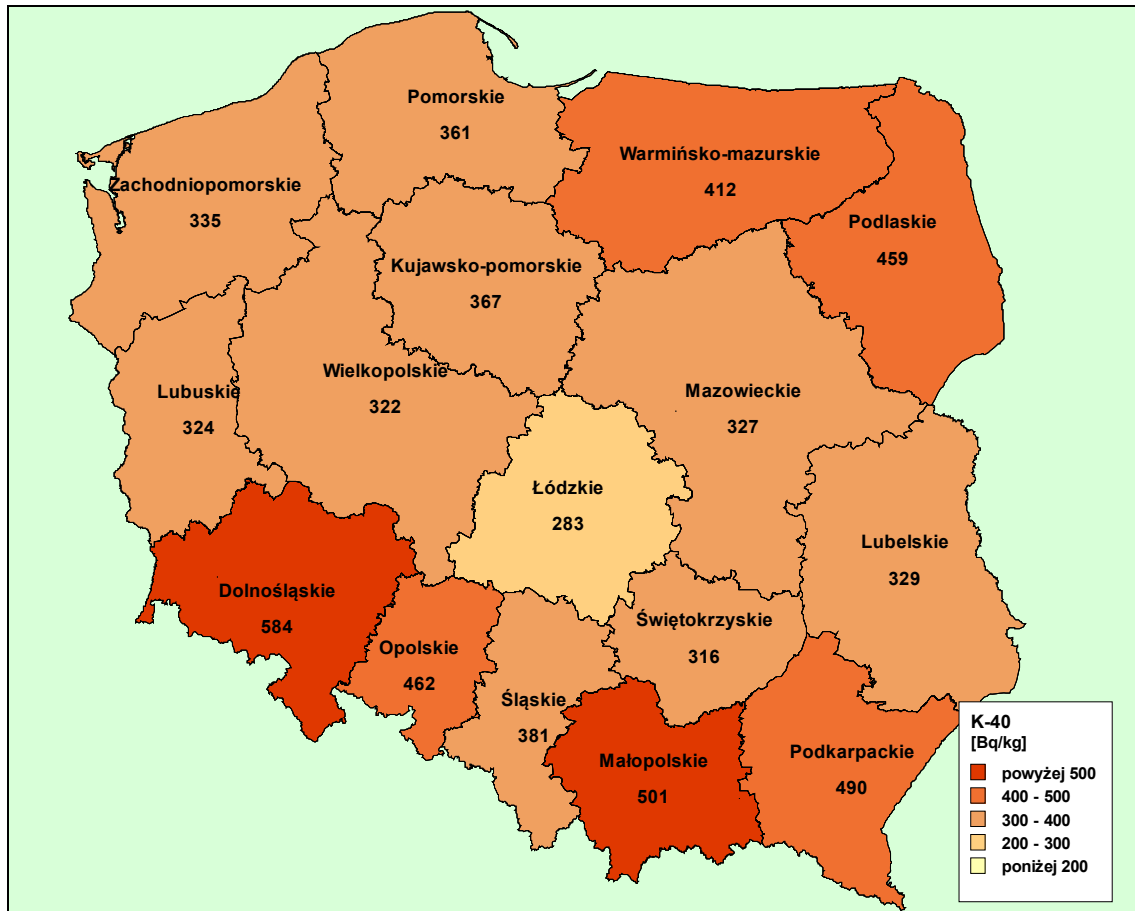 Pomorskie
361
Warmińsko-mazurskie
412
Zachodniopomorskie
335
Podlaskie
459
Kujawsko-pomorskie
367
Wielkopolskie
322
Lubuskie
324
Mazowieckie
327
Łódzkie
283
Lubelskie
329
Dolnośląskie
584
Świętokrzyskie
316
Opolskie
462
Śląskie
381
Małopolskie
501
Podkarpackie
490
K-40
[Bq/kg]
powyżej 500
400 - 500
300 - 400
200 - 300
poniżej 200